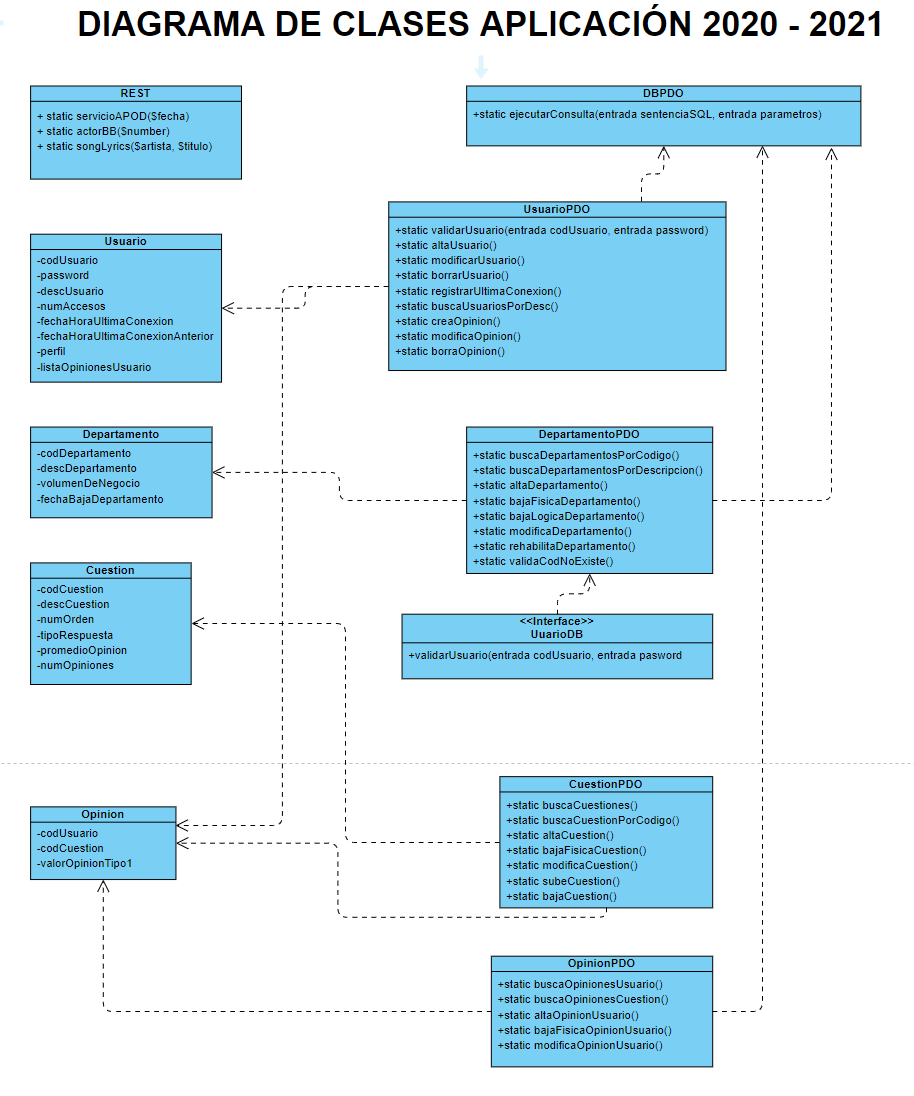 DIAGRAMA DE CLASES APLICACIÓN 2020 - 2021
REST
+ static servicioAPOD($fecha)
+ static actorBB($number)
+ static songLyrics($artista, $titulo)
DBPDO
+static ejecutarConsulta(entrada sentenciaSQL, entrada parametros)
UsuarioPDO
+static validarUsuario(entrada codUsuario, entrada password)
+static altaUsuario()
+static modificarUsuario()
+static borrarUsuario()
+static registrarUltimaConexion()
+static buscaUsuariosPorDesc()
+static creaOpinion()
+static modificaOpinion()
+static borraOpinion()
Usuario
-codUsuario
-password
-descUsuario
-numAccesos
-fechaHoraUltimaConexion
-fechaHoraUltimaConexionAnterior
-perfil
-listaOpinionesUsuario
Departamento
-codDepartamento
-descDepartamento
-volumenDeNegocio
-fechaBajaDepartamento
DepartamentoPDO
+static buscaDepartamentosPorCodigo()
+static buscaDepartamentosPorDescripcion()
+static altaDepartamento()
+static bajaFisicaDepartamento()
+static bajaLogicaDepartamento()
+static modificaDepartamento()
+static rehabilitaDepartamento()
+static validaCodNoExiste()
Cuestion
-codCuestion
-descCuestion
-numOrden
-tipoRespuesta
-promedioOpinion
-numOpiniones
<<Interface>>
UuarioDB
+validarUsuario(entrada codUsuario, entrada pasword
CuestionPDO
+static buscaCuestiones()
+static buscaCuestionPorCodigo()
+static altaCuestion()
+static bajaFisicaCuestion()
+static modificaCuestion()
+static subeCuestion()
+static bajaCuestion()
Opinion
-codUsuario
-codCuestion
-valorOpinionTipo1
OpinionPDO
+static buscaOpinionesUsuario()
+static buscaOpinionesCuestion()
+static altaOpinionUsuario()
+static bajaFisicaOpinionUsuario()
+static modificaOpinionUsuario()